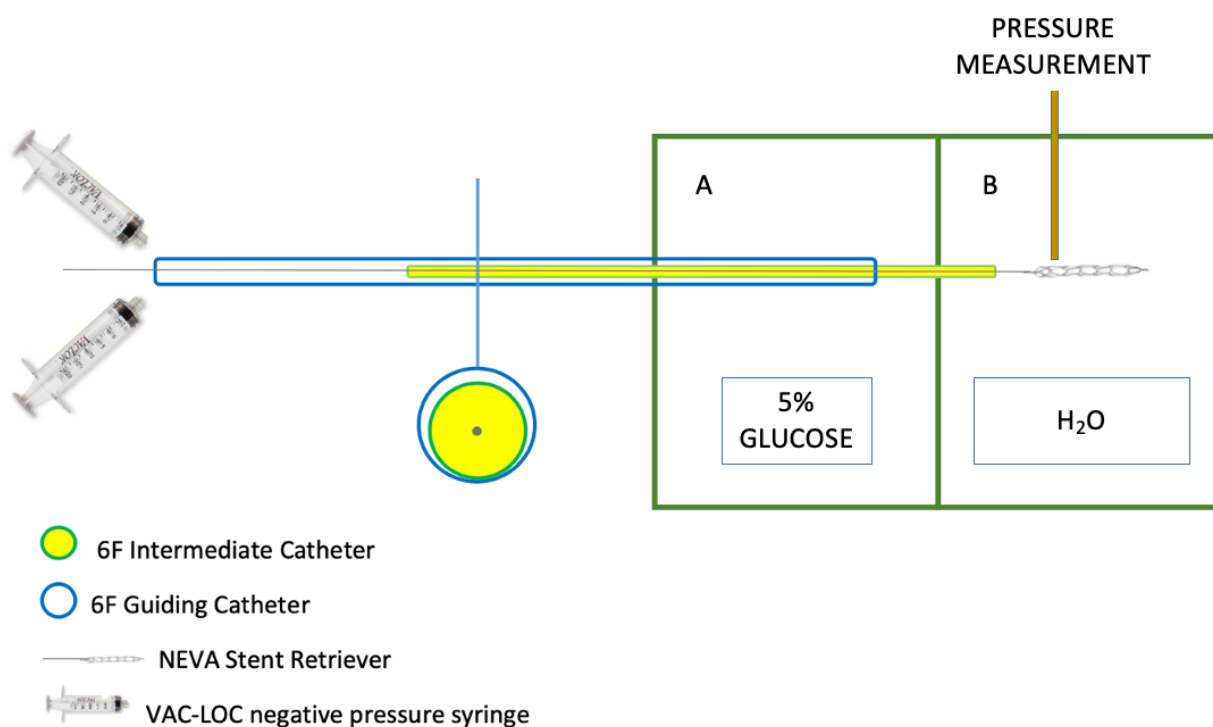 PRESSURE
MEASUREMENT
A
B
5%
GLUCOSE
H₂O
6F Intermediate Catheter
6F Guiding Catheter
NEVA Stent Retriever
VAC-LOC negative pressure syringe